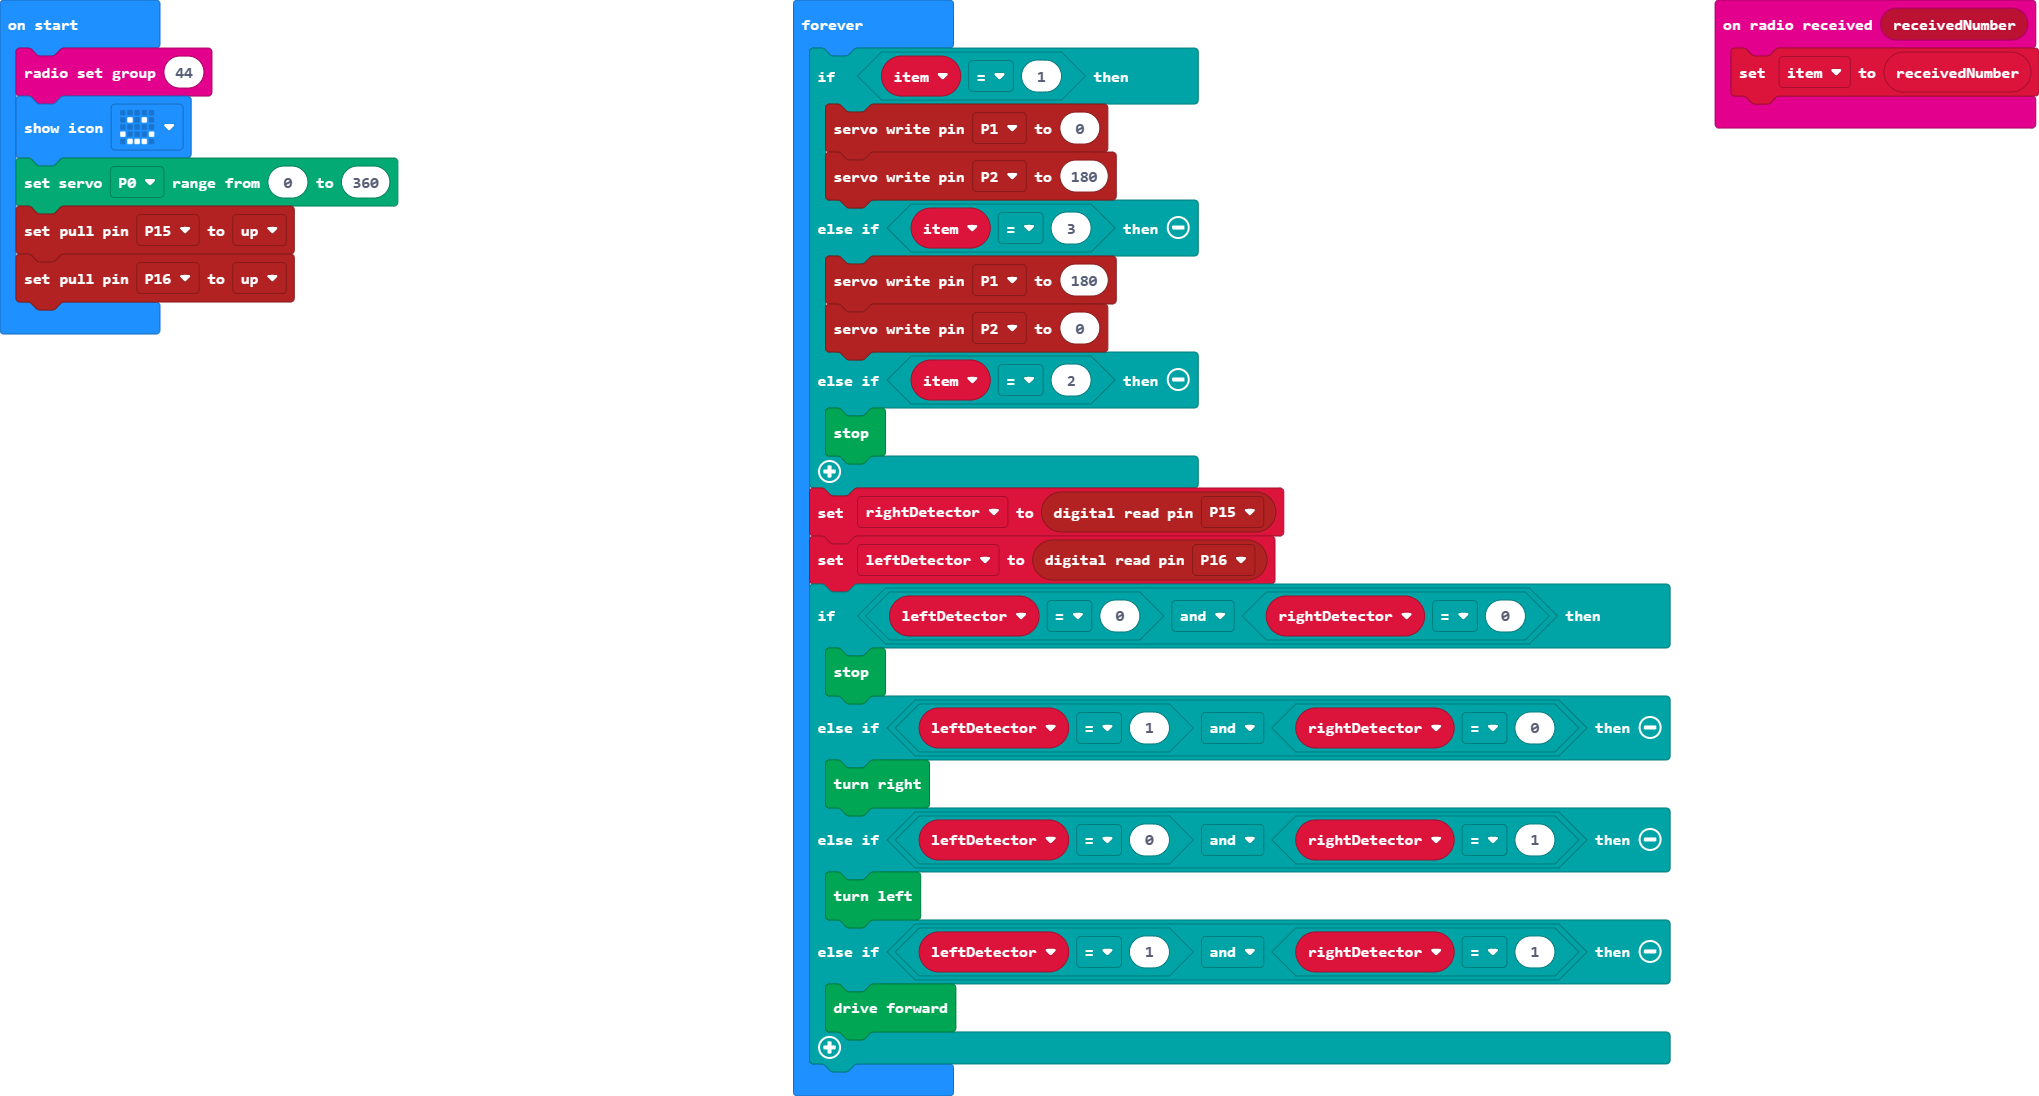 on start
radio set group 44
show icon
set servo P0 range from 0 to 360
set pull pin P15 to up
set pull pin P16 to up
forever
if item = 1 then
servo write pin P1 to 0
servo write pin P2 to 180
else if item = 3 then
servo write pin P1 to 180
servo write pin P2 to 0
else if item = 2 then
stop
set rightDetector to digital read pin P15
set leftDetector to digital read pin P16
if leftDetector = 0 and rightDetector = 0 then
stop
else if leftDetector = 1 and rightDetector = 0 then
turn right
else if leftDetector = 0 and rightDetector = 1 then
turn left
else if leftDetector = 1 and rightDetector = 1 then
drive forward
on radio received receivedNumber
set item to receivedNumber